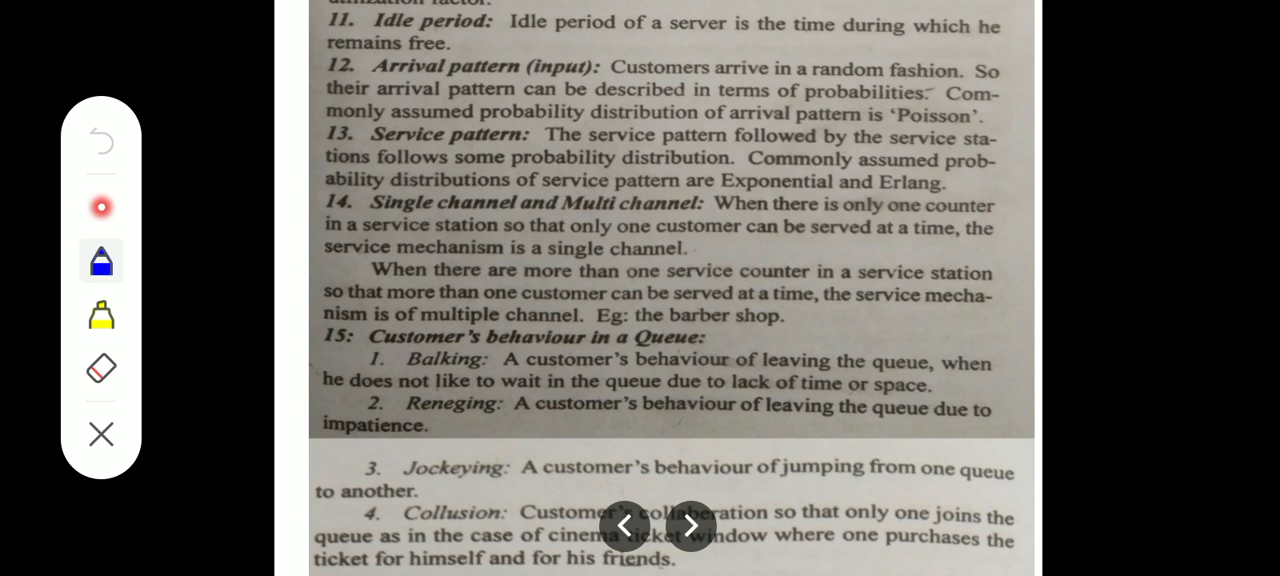 utilization factor.
11. Idle period: Idle period of a server is the time during which he
remains free.
12. Arrival pattern (input): Customers arrive in a random fashion. So
their arrival pattern can be described in terms of probabilities. Com-
monly assumed probability distribution of arrival pattern is ‘Poisson’.
13. Service pattern: The service pattern followed by the service sta-
tions follows some probability distribution. Commonly assumed prob-
ability distributions of service pattern are Exponential and Erlang.
14. Single channel and Multi channel: When there is only one counter
in a service station so that only one customer can be served at a time, the
service mechanism is a single channel.
When there are more than one service counter in a service station
so that more than one customer can be served at a time, the service mecha-
nism is of multiple channel. Eg: the barber shop.
15: Customer’s behaviour in a Queue:
1. Balking: A customer’s behaviour of leaving the queue, when
he does not like to wait in the queue due to lack of time or space.
2. Reneging: A customer’s behaviour of leaving the queue due to
impatience.
3. Jockeying: A customer’s behaviour of jumping from one queue
to another.
4. Collusion: Customer’s collaberation so that only one joins the
queue as in the case of cinema ticket window where one purchases the
ticket for himself and for his friends.